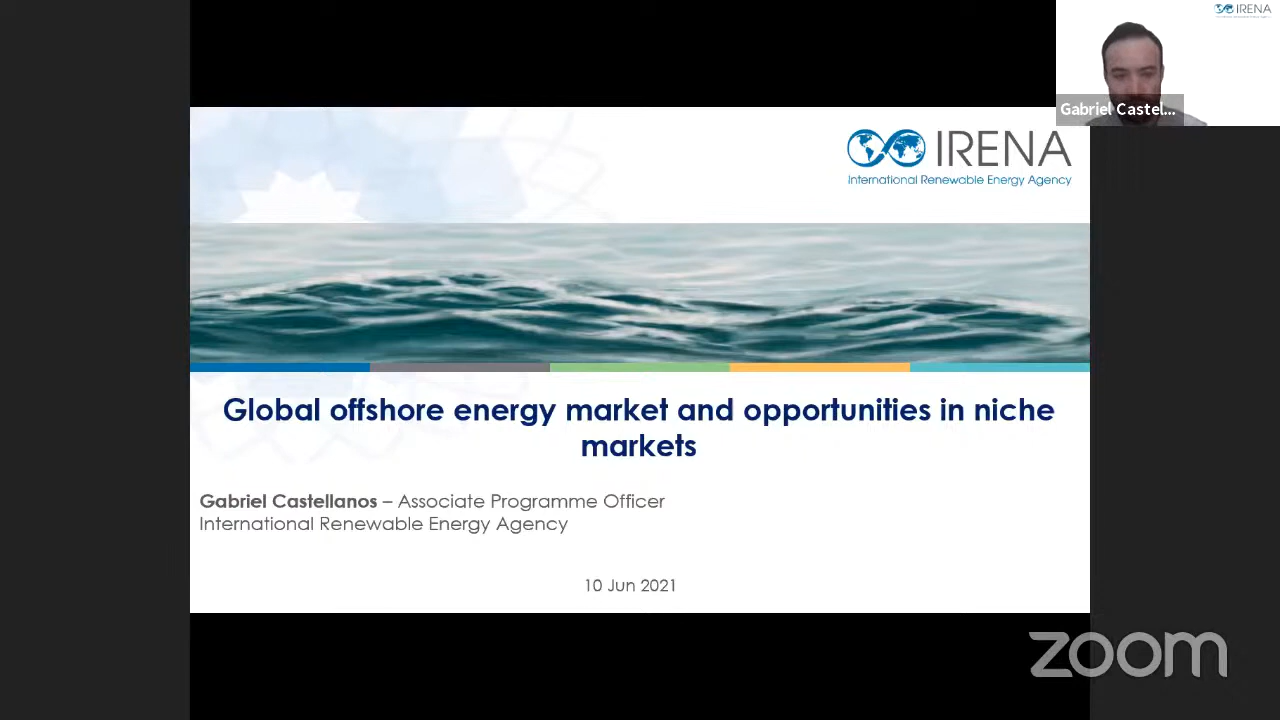 IRENA
Gabriel Castel...
IRENA
International Renewable Energy Agency
Global offshore energy market and opportunities in niche
markets
Gabriel Castellanos – Associate Programme Officer
International Renewable Energy Agency
10 Jun 2021
zoom